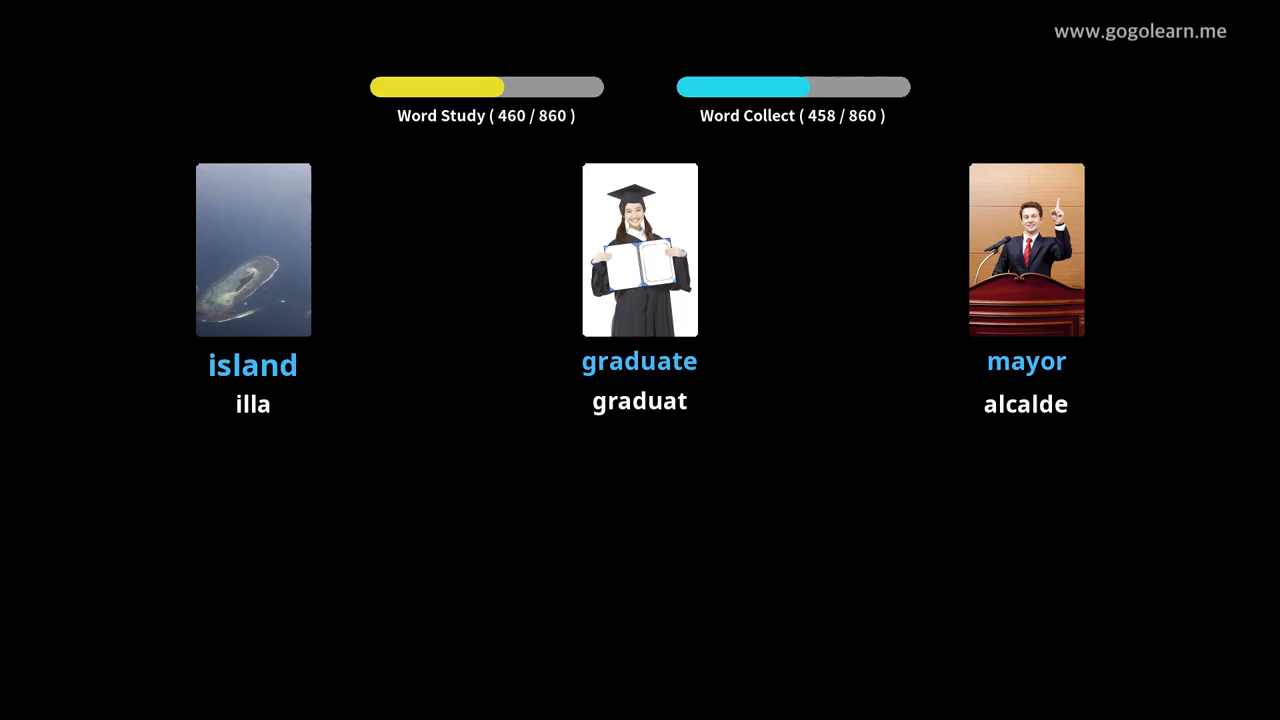 www.gogolearn.me
Word Study ( 460 / 860 )
Word Collect ( 458 / 860 )
island
illa
graduate
graduat
mayor
alcalde